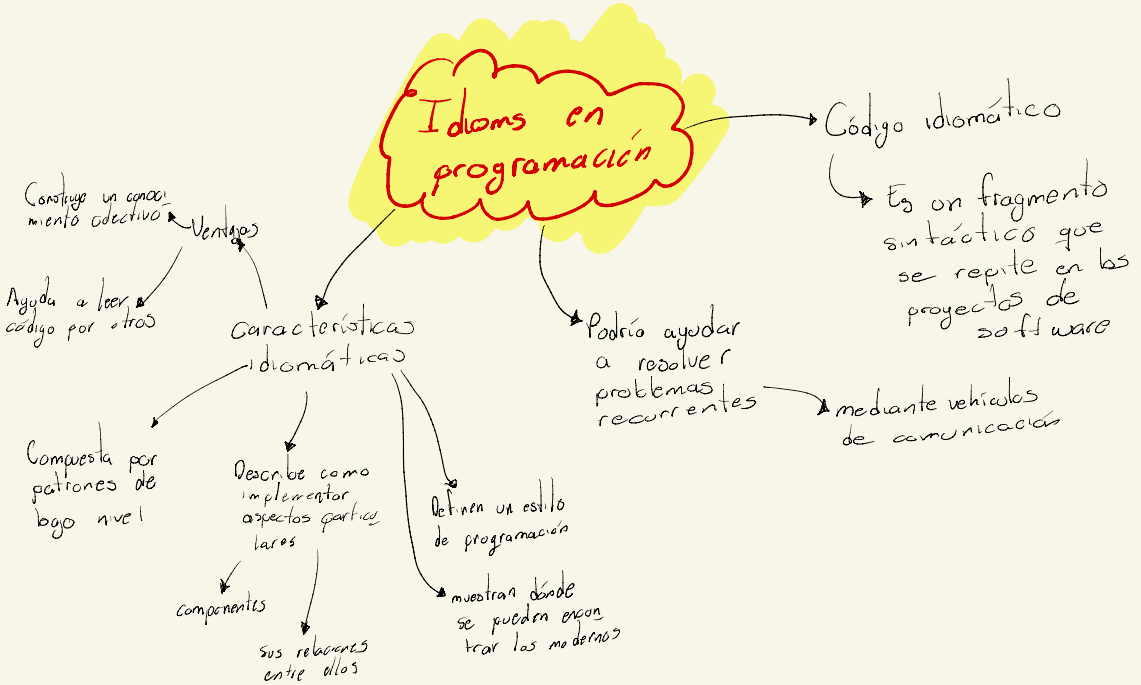 Idioms en
programación
Código idiomático
Es un fragmento
sintáctico que
se repite en los
proyectos de
software
Construye un conoci
miento colectivo
Ventajas
Ayuda a leer
código por otros
características
idiomáticas
Podría ayudar
a resolver
problemas
recurrentes
mediante vehículos
de comunicación
Compuesta por
patrones de
bajo nivel
Describe como
implementar
aspectos particu
lares
componentes
sus relaciones
entre ellos
Definen un estilo
de programación
muestran dónde
se pueden encon
trar los modernos